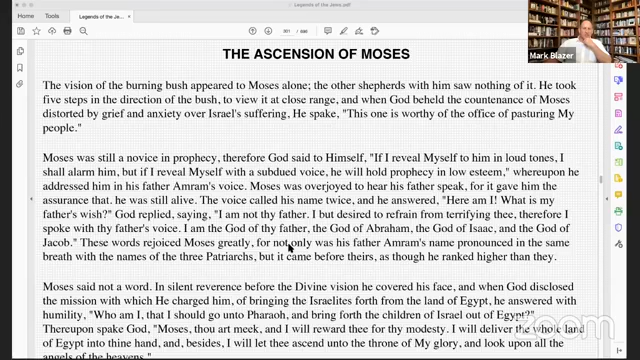 Legends of the Jews.pdf
Home
Tools
Legends of the Je...
301 / 686
Mark Blazer
THE ASCENSION OF MOSES
The vision of the burning bush appeared to Moses alone; the other shepherds with him saw nothing of it. He took
five steps in the direction of the bush, to view it at close range, and when God beheld the countenance of Moses
distorted by grief and anxiety over Israel's suffering, He spake, "This one is worthy of the office of pasturing My
people."
Moses was still a novice in prophecy, therefore God said to Himself, "If I reveal Myself to him in loud tones, I
shall alarm him, but if I reveal Myself with a subdued voice, he will hold prophecy in low esteem," whereupon he
addressed him in his father Amram's voice. Moses was overjoyed to hear his father speak, for it gave him the
assurance that. he was still alive. The voice called his name twice, and he answered, "Here am I! What is my
father's wish?" God replied, saying, "I am not thy father. I but desired to refrain from terrifying thee, therefore I
spoke with thy father's voice. I am the God of thy father, the God of Abraham, the God of Isaac, and the God of
Jacob." These words rejoiced Moses greatly, for not only was his father Amram's name pronounced in the same
breath with the names of the three Patriarchs, but it came before theirs, as though he ranked higher than they.
Moses said not a word. In silent reverence before the Divine vision he covered his face, and when God disclosed
the mission with which He charged him, of bringing the Israelites forth from the land of Egypt, he answered with
humility, "Who am I, that I should go unto Pharaoh, and bring forth the children of Israel out of Egypt?"
Thereupon spake God, "Moses, thou art meek, and I will reward thee for thy modesty. I will deliver the whole land
of Egypt into thine hand, and, besides, I will let thee ascend unto the throne of My glory, and look upon all the
angels of the heavens."
zoom